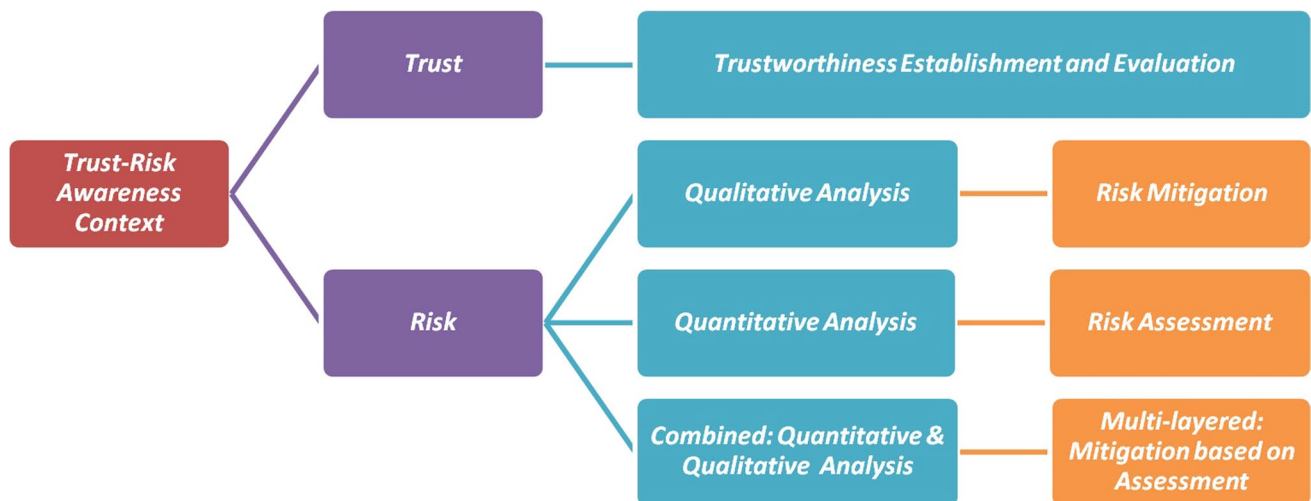 Trust
Trustworthiness Establishment and Evaluation
Trust-Risk
Awareness
Context
Qualitative Analysis
Risk Mitigation
Risk
Quantitative Analysis
Risk Assessment
Combined: Quantitative &
Qualitative Analysis
Multi-layered:
Mitigation based on
Assessment